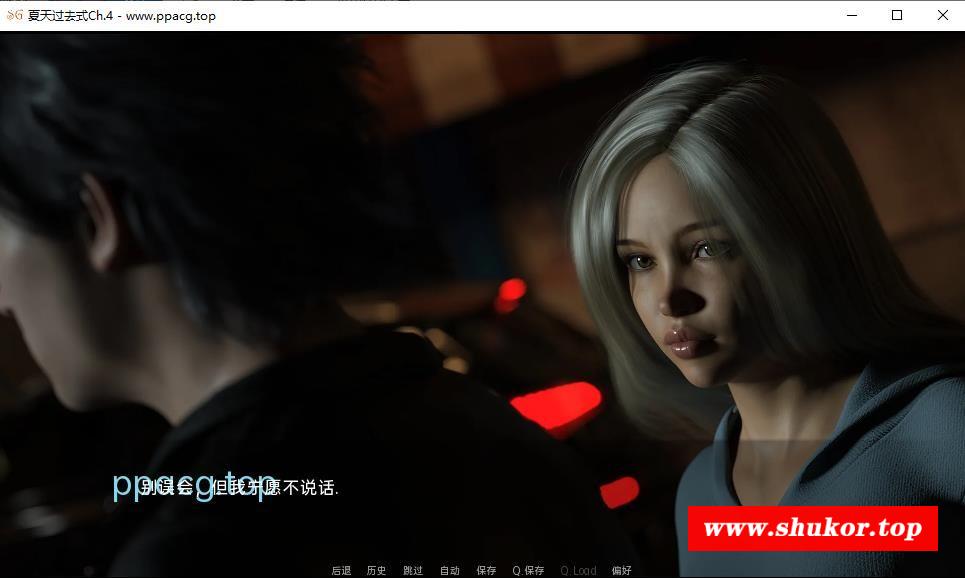 SG 夏天过去式Ch.4 - www.ppacg.top
ppacg.top
别误会，但我宁愿不说话.
www.shukor.top
后退 历史 跳过 自动 保存 Q.保存 Q.Load 偏好